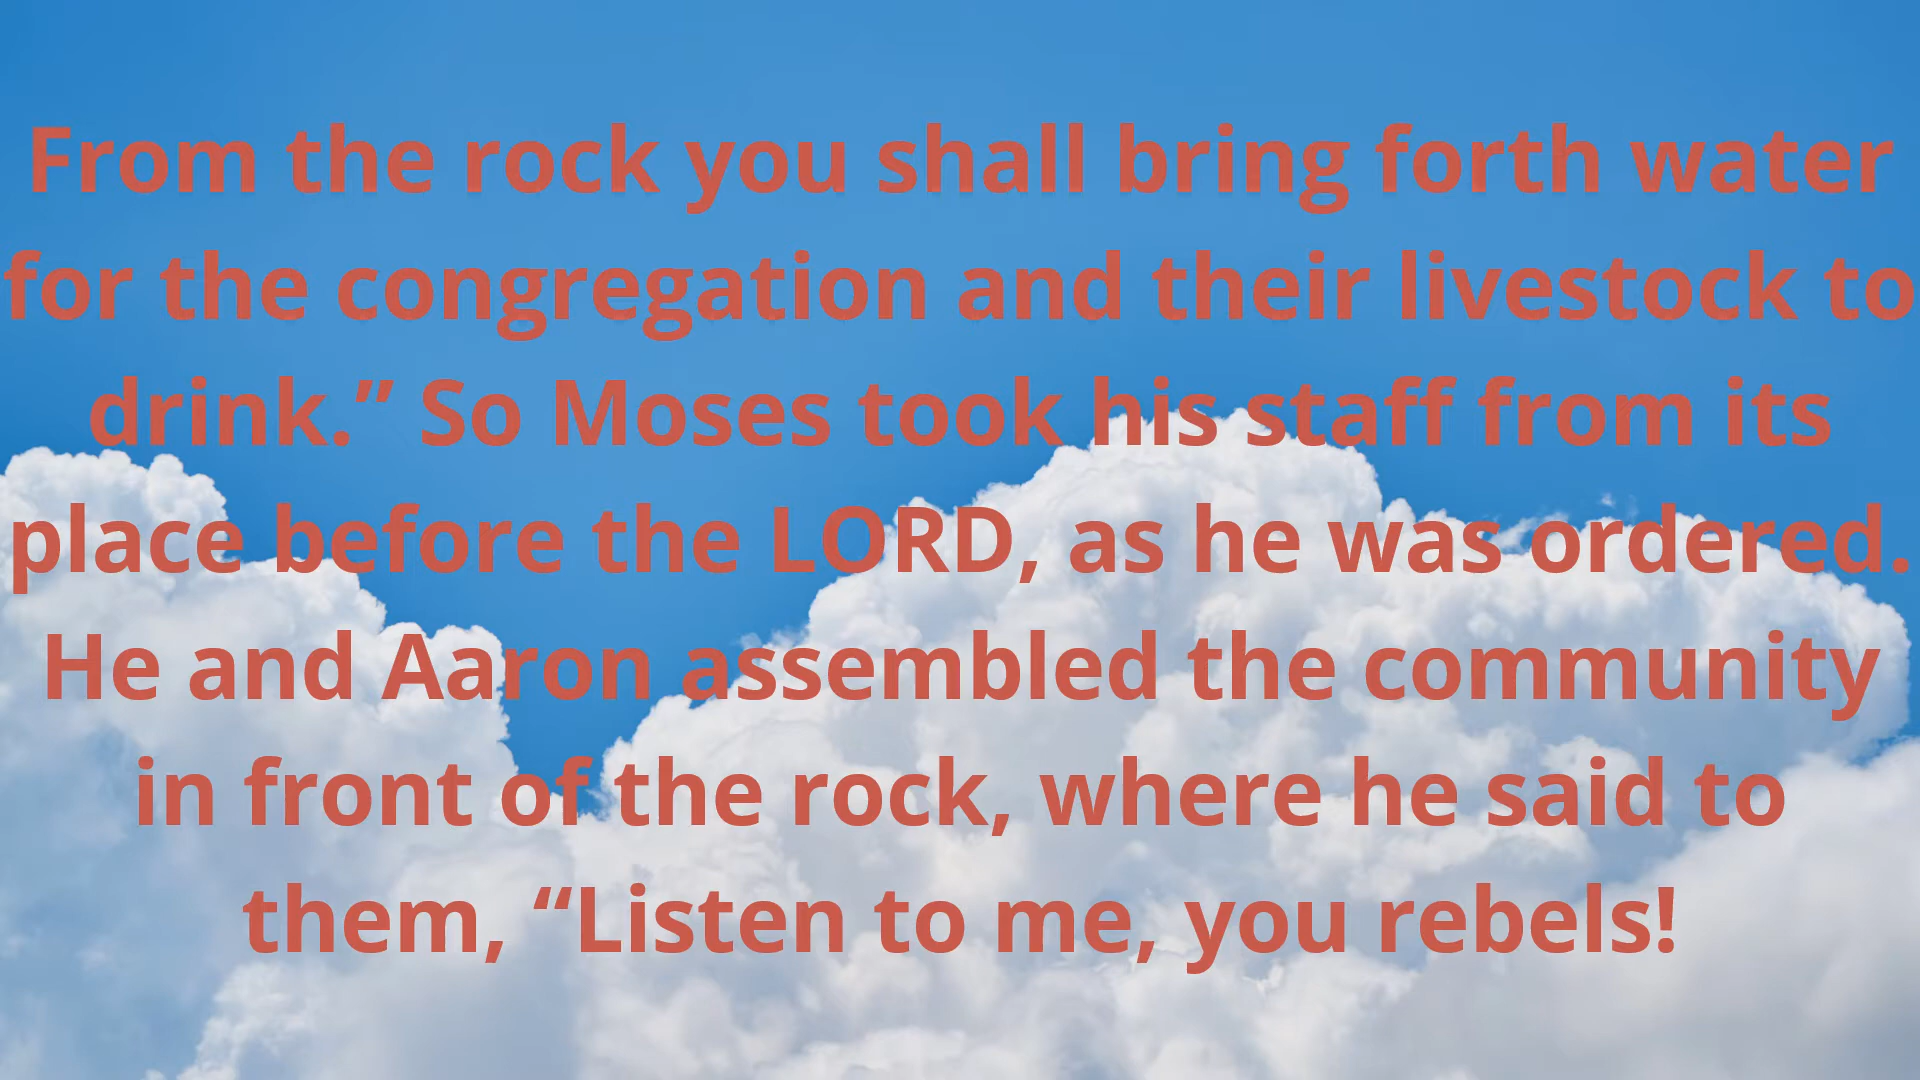 From the rock you shall bring forth water
for the congregation and their livestock to
drink.” So Moses took his staff from its
place before the LORD, as he was ordered.
He and Aaron assembled the community
in front of the rock, where he said to
them, “Listen to me, you rebels!